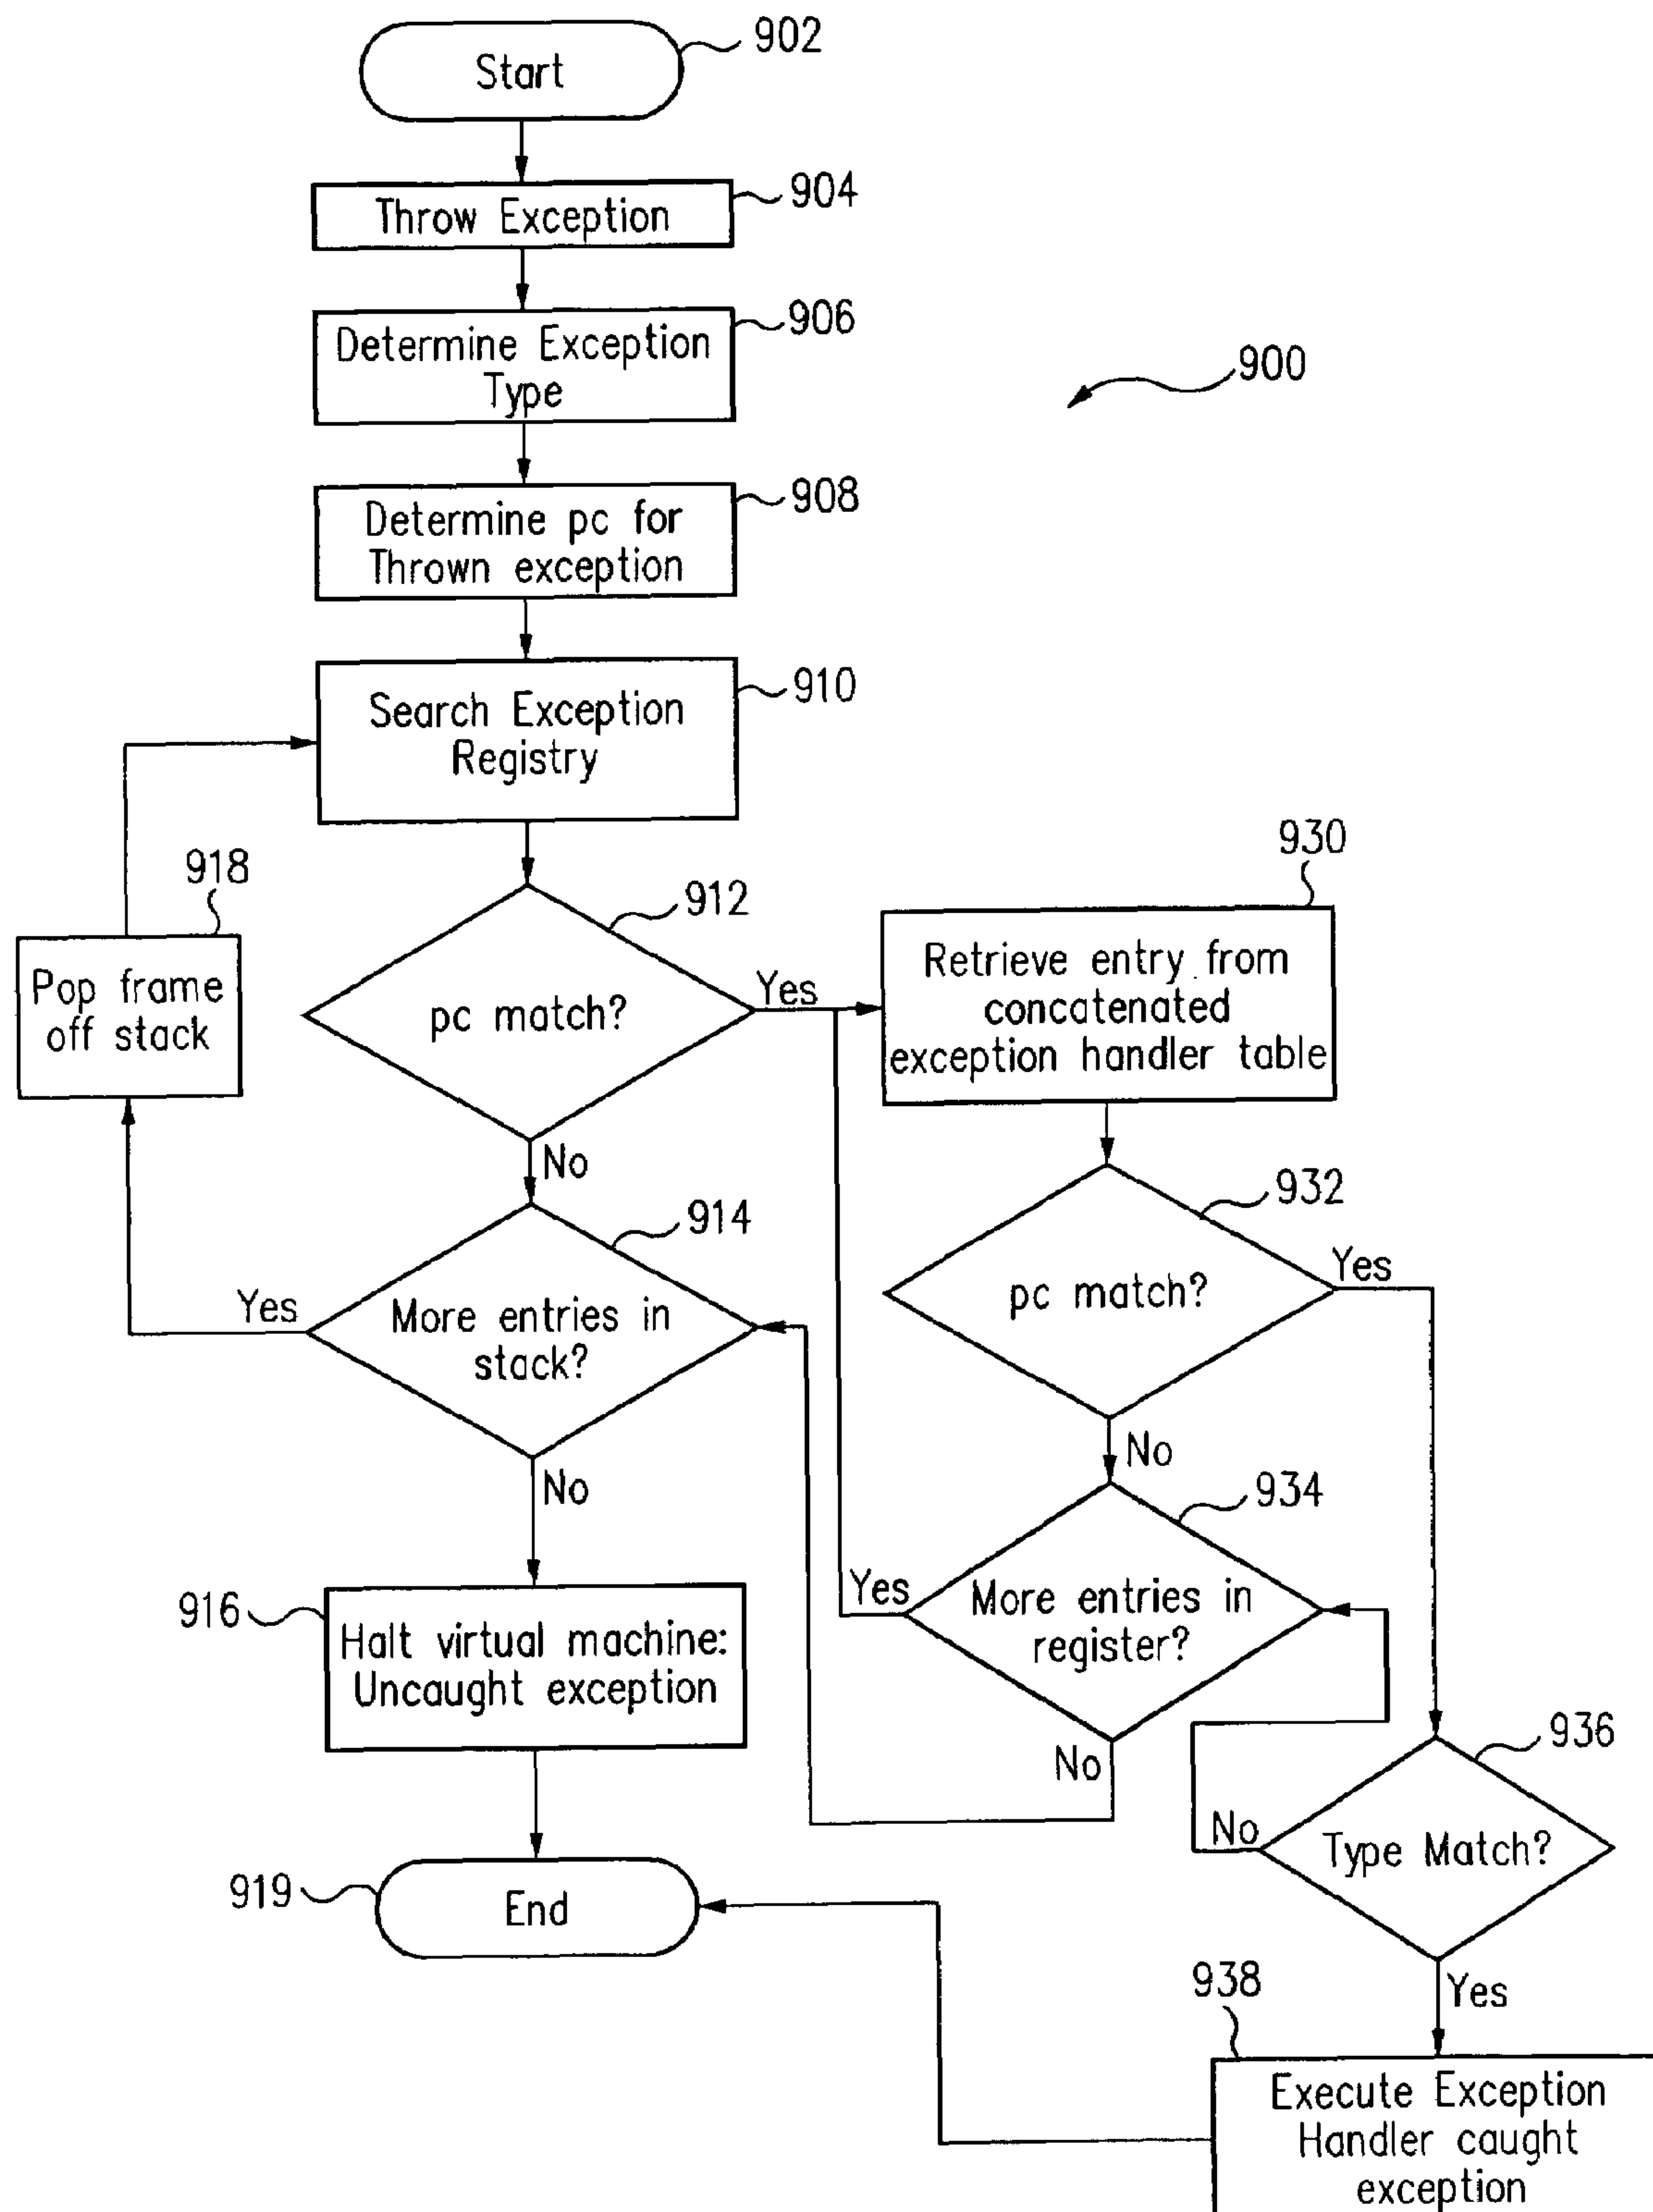 902
Start
904
Throw Exception
906
Determine Exception
Type
900
908
Determine pc for
Thrown exception
910
Search Exception
Registry
918
Pop frame
off stack
912
pc match?
Yes
No
930
Retrieve entry from
concatenated
exception handler table
932
pc match?
Yes
No
914
More entries in
stack?
Yes
No
934
More entries in
register?
Yes
No
916
Halt virtual machine:
Uncaught exception
936
Type Match?
No
Yes
919
End
938
Execute Exception
Handler caught
exception